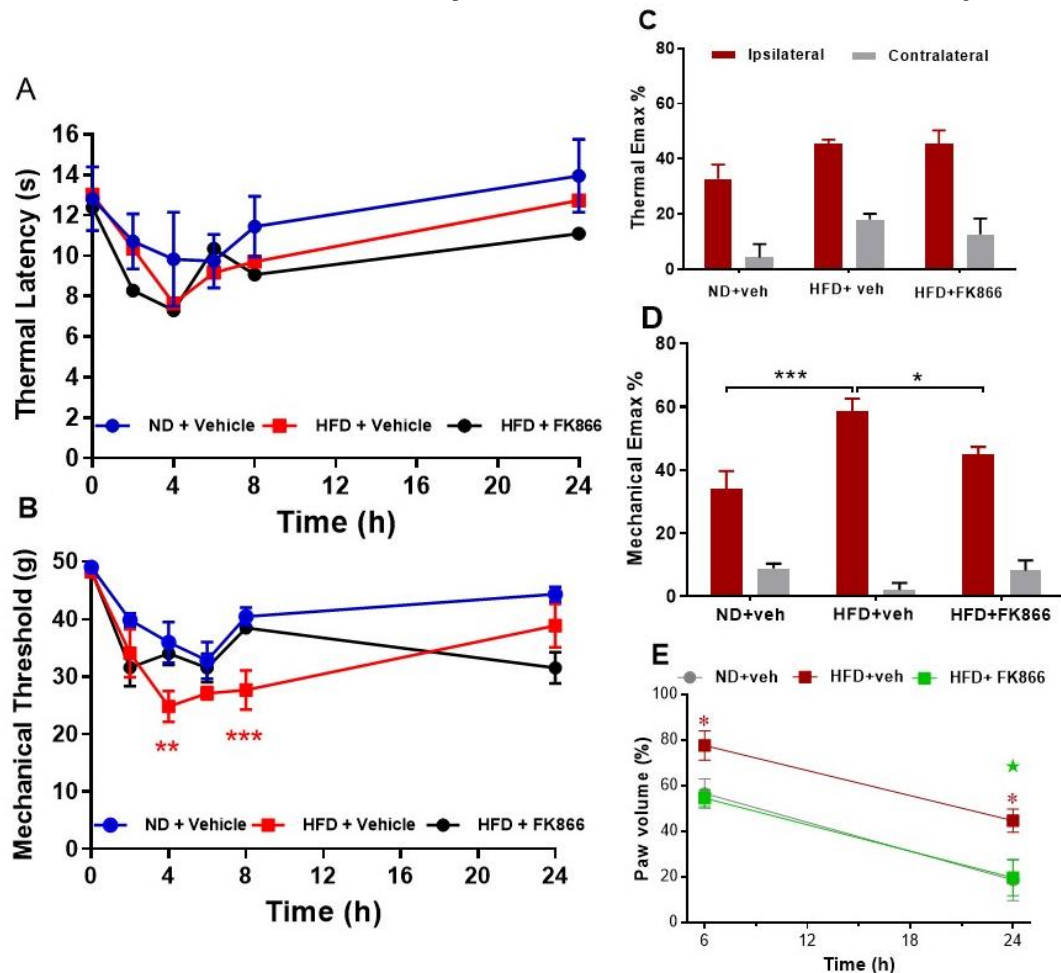 A
Thermal Latency (s)
16
14
12
10
8
6
4
2
0
ND + Vehicle HFD + Vehicle HFD + FK866
0 4 8 12 16 20 24
Time (h)
B
Mechanical Threshold (g)
50
40
30
20
10
0
** ***
ND + Vehicle HFD + Vehicle HFD + FK866
0 4 8 12 16 20 24
Time (h)
C
Thermal Emax %
80
60
40
20
0
Ipsilateral Contralateral
ND+veh HFD+ veh HFD+FK866
D
Mechanical Emax %
80
60
40
20
0
*** *
ND+veh HFD+veh HFD+FK866
E
ND+veh HFD+veh HFD+ FK866
Paw volume (%)
100
80
60
40
20
0
* ★
*
6 12 18 24
Time (h)